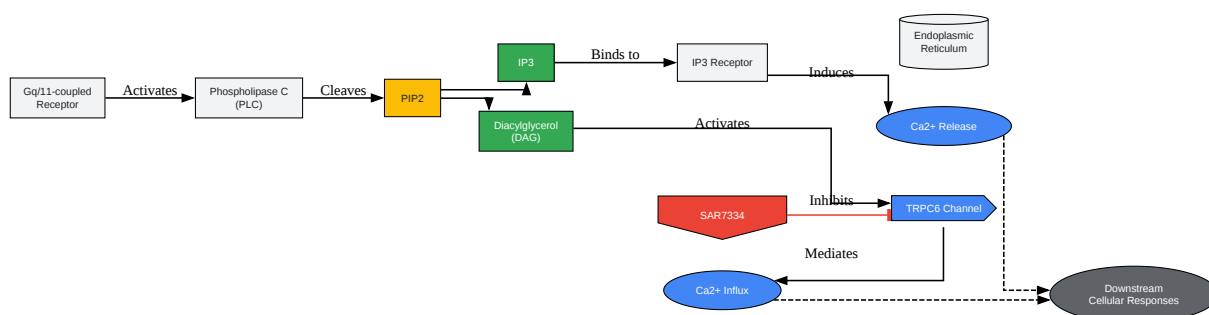 Endoplasmic
Reticulum
IP3
Binds to
IP3 Receptor
Induces
Gq/11-coupled
Receptor
Activates
Phospholipase C
(PLC)
Cleaves
PIP2
Diacylglycerol
(DAG)
Activates
Ca2+ Release
SAR7334
Inhibits
TRPC6 Channel
Mediates
Ca2+ Influx
Downstream
Cellular Responses